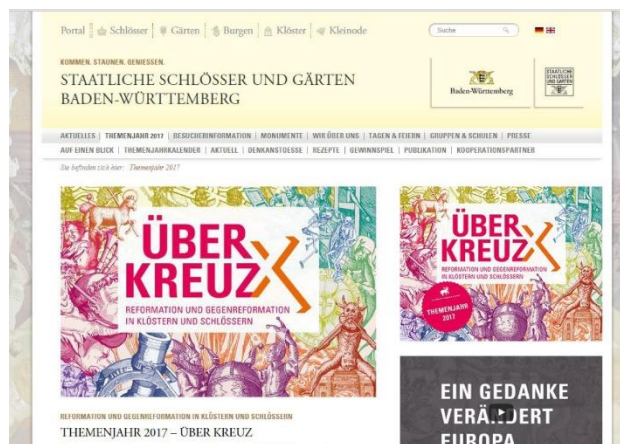 Portal Schlösser Gärten Burgen Klöster Kleinode
Suche
KOMMEN. STAUNEN. GENIESSEN.
STAATLICHE SCHLÖSSER UND GÄRTEN
BADEN-WÜRTTEMBERG
Baden-Württemberg
STAATLICHE
SCHLÖSSER
UND GÄRTEN
AKTUELLES | THEMENJAHR 2017 | BESUCHERINFORMATION | MONUMENTE | WIR ÜBER UNS | TAGEN & FEIERN | GRUPPEN & SCHULEN | PRESSE
AUF EINEN BLICK | THEMENJAHRKALENDER | AKTUELL | DENKANSTOESSE | REZEPTE | GEWINNSPIEL | PUBLIKATION | KOOPERATIONSPARTNER
Sie befinden sich hier: Themenjahr 2017
ÜBER
KREUZ
REFORMATION UND GEGENREFORMATION
IN KLÖSTERN UND SCHLÖSSERN
REFORMATION UND GEGENREFORMATION IN KLÖSTERN UND SCHLÖSSERN
THEMENJAHR 2017 – ÜBER KREUZ
ÜBER
KREUZ
REFORMATION UND GEGENREFORMATION
IN KLÖSTERN UND SCHLÖSSERN
THEMENJAHR
2017
EIN GEDANKE
VERÄNDERT
EUROPA